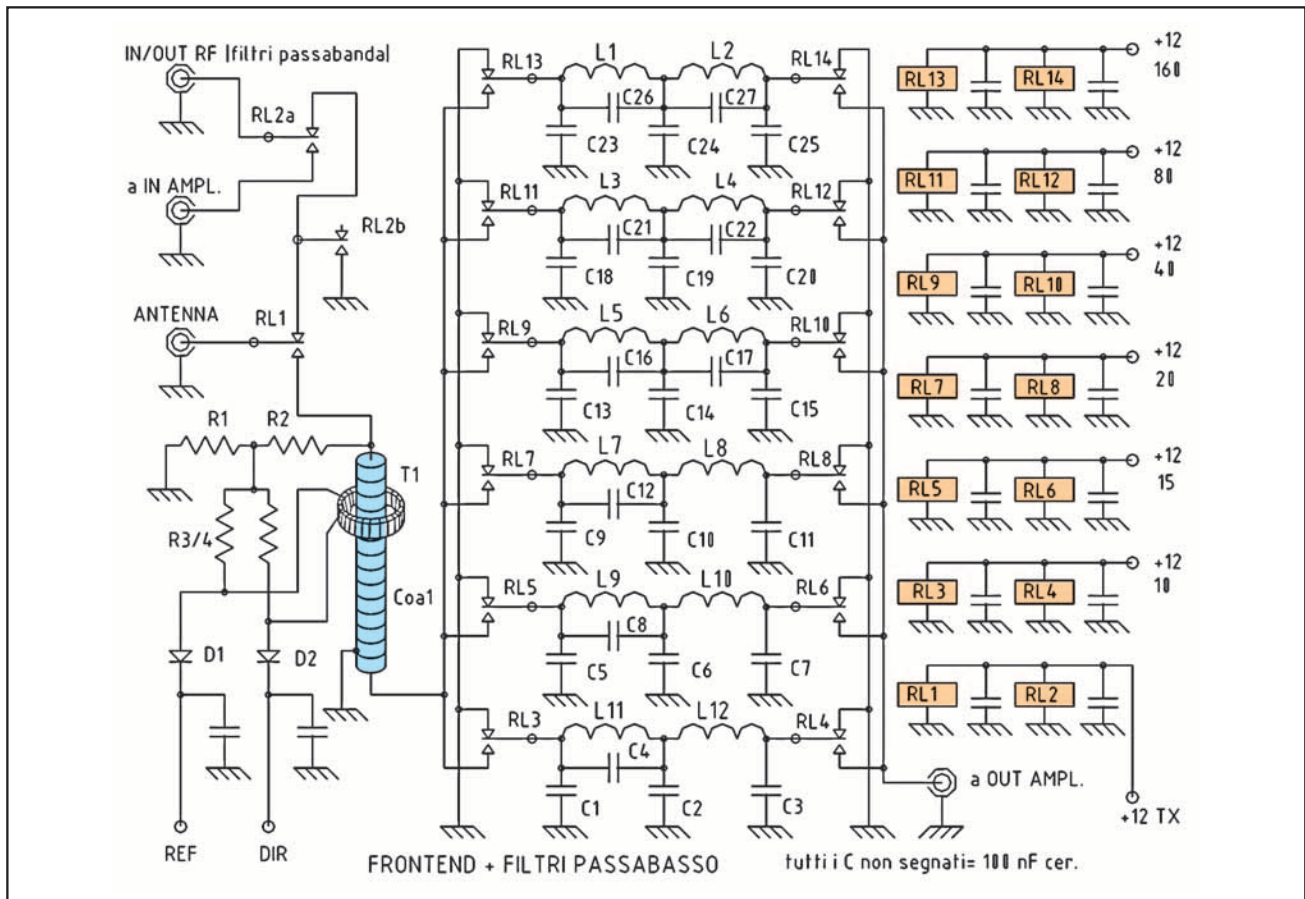 IN/OUT RF |filtri passabanda|
RL2a
a IN AMPL.
RL2b
ANTENNA
RL1
R1
R2
T1
R3/4
Coa1
D1
D2
REF
DIR
RL13
L1
L2
RL14
C26
C27
C23
C24
C25
RL11
L3
L4
RL12
C21
C22
C18
C19
C20
RL9
L5
L6
RL10
C16
C17
C13
C14
C15
RL7
L7
L8
RL8
C12
C9
C10
C11
RL5
L9
L10
RL6
C8
C5
C6
C7
RL3
L11
L12
RL4
C4
C1
C2
C3
RL13
RL14
+12
160
RL11
RL12
+12
80
RL9
RL10
+12
40
RL7
RL8
+12
20
RL5
RL6
+12
15
RL3
RL4
+12
10
RL1
RL2
a OUT AMPL.
+12 TX
FRONTEND + FILTRI PASSABASSO
tutti i C non segnati= 100 nF cer.